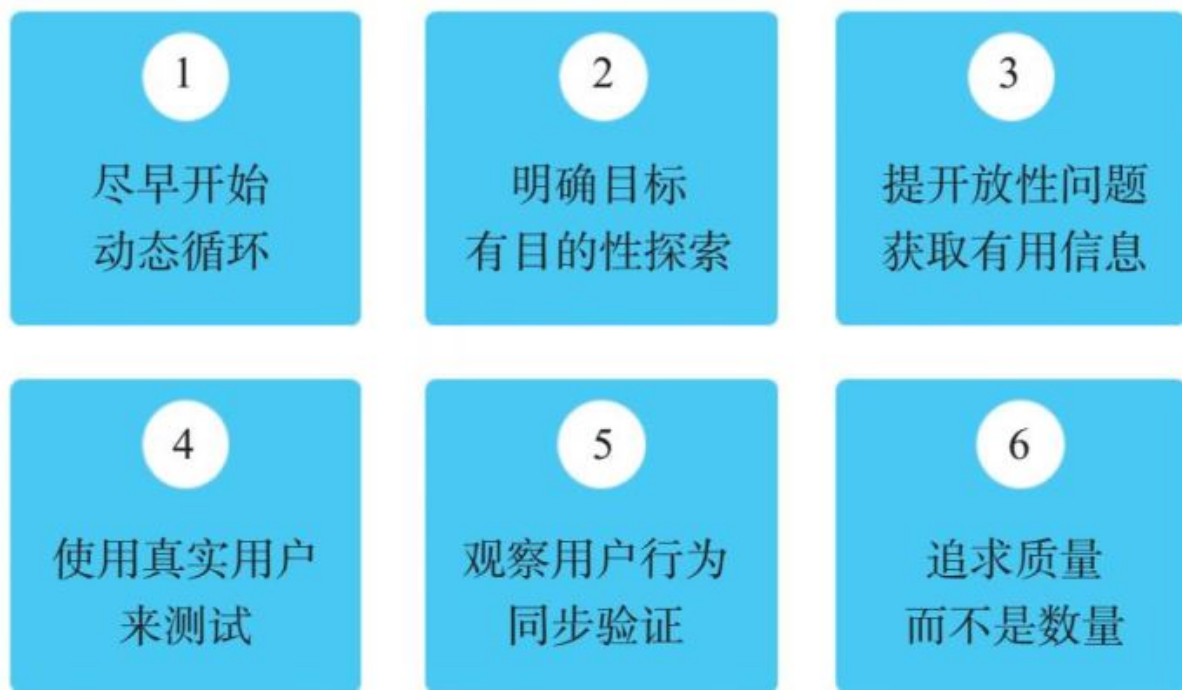 1
尽早开始
动态循环
2
明确目标
有目的性探索
3
提开放性问题
获取有用信息
4
使用真实用户
来测试
5
观察用户行为
同步验证
6
追求质量
而不是数量